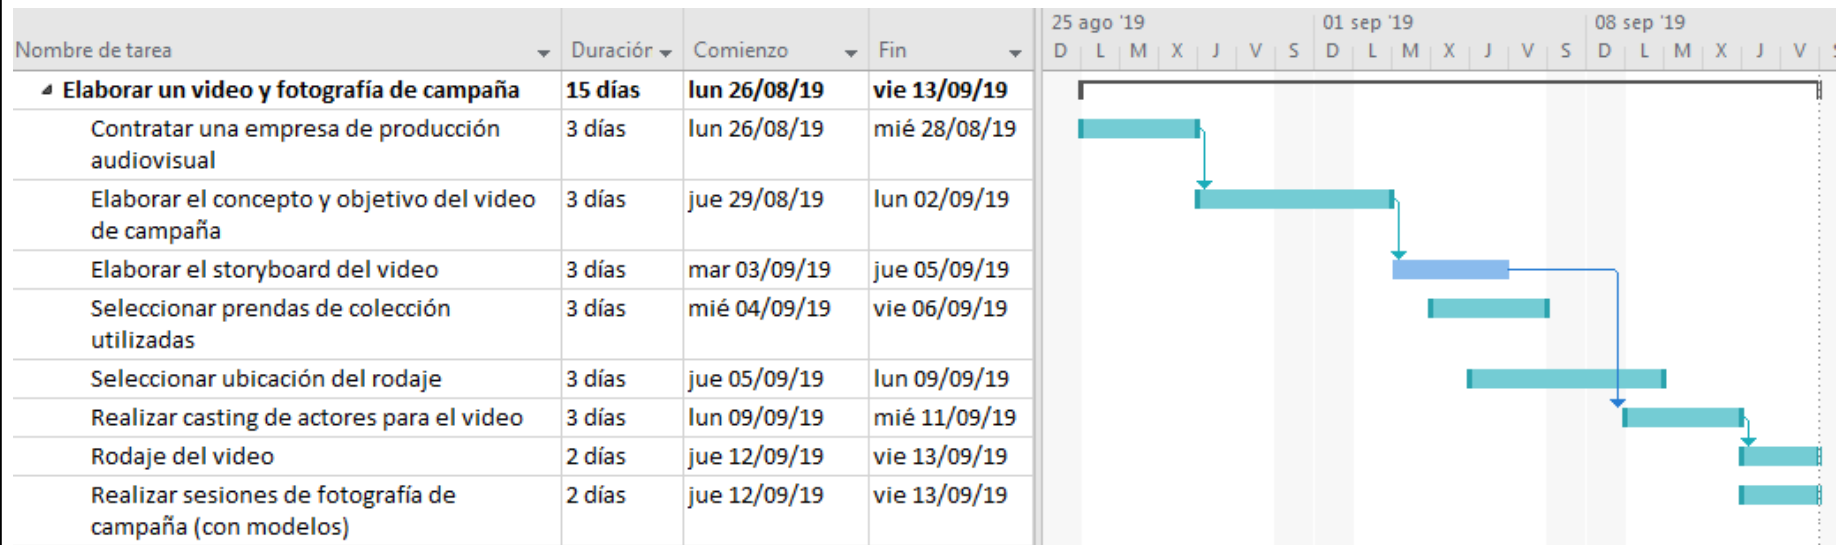 25 ago '19 01 sep '19 08 sep '19
Nombre de tarea Duración Comienzo Fin D L M X J V S D L M X J V S D L M X J V S
Elaborar un video y fotografía de campaña 15 días lun 26/08/19 vie 13/09/19
Contratar una empresa de producción 3 días lun 26/08/19 mié 28/08/19
audiovisual
Elaborar el concepto y objetivo del video 3 días jue 29/08/19 lun 02/09/19
de campaña
Elaborar el storyboard del video 3 días mar 03/09/19 jue 05/09/19
Seleccionar prendas de colección 3 días mié 04/09/19 vie 06/09/19
utilizadas
Seleccionar ubicación del rodaje 3 días jue 05/09/19 lun 09/09/19
Realizar casting de actores para el video 3 días lun 09/09/19 mié 11/09/19
Rodaje del video 2 días jue 12/09/19 vie 13/09/19
Realizar sesiones de fotografía de 2 días jue 12/09/19 vie 13/09/19
campaña (con modelos)